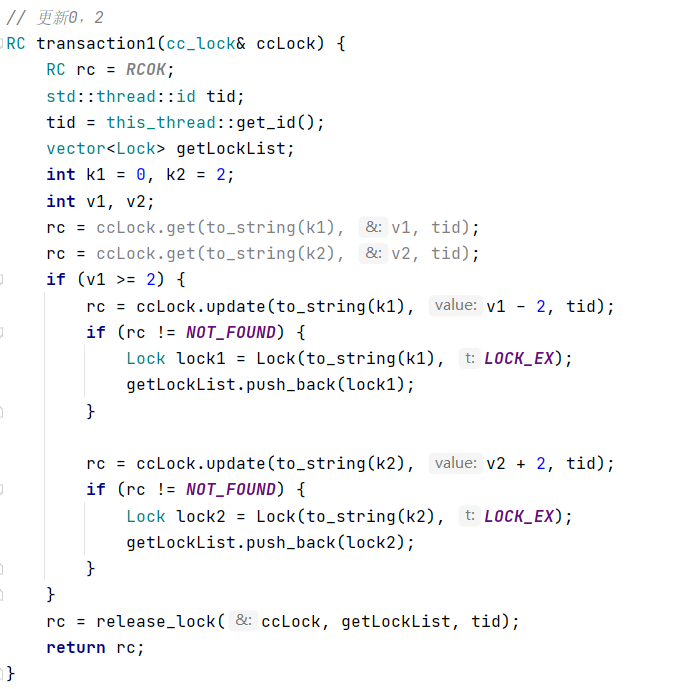 // 更新0，2
RC transaction1(cc_lock& ccLock) {
    RC rc = RCOK;
    std::thread::id tid;
    tid = this_thread::get_id();
    vector<Lock> getLockList;
    int k1 = 0, k2 = 2;
    int v1, v2;
    rc = ccLock.get(to_string(k1), &: v1, tid);
    rc = ccLock.get(to_string(k2), &: v2, tid);
    if (v1 >= 2) {
        rc = ccLock.update(to_string(k1), value: v1 - 2, tid);
        if (rc != NOT_FOUND) {
            Lock lock1 = Lock(to_string(k1), t: LOCK_EX);
            getLockList.push_back(lock1);
        }
        rc = ccLock.update(to_string(k2), value: v2 + 2, tid);
        if (rc != NOT_FOUND) {
            Lock lock2 = Lock(to_string(k2), t: LOCK_EX);
            getLockList.push_back(lock2);
        }
    }
    rc = release_lock( &: ccLock, getLockList, tid);
    return rc;
}